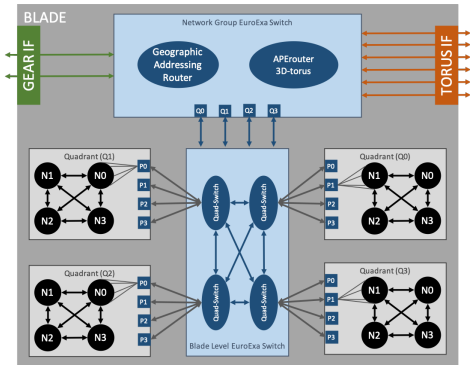 BLADE
Network Group EuroExa Switch
GEAR IF
Geographic
Addressing
Router
APErouter
3D-torus
TORUS IF
Q0
Q1
Q2
Q3
Quadrant (Q1)
N1
N0
N2
N3
P0
P1
P2
P3
Quad-Switch
Quad-Switch
Quadrant (Q0)
P0
P1
P2
P3
N1
N0
N2
N3
Quadrant (Q2)
N1
N0
N2
N3
P0
P1
P2
P3
Quad-Switch
Quad-Switch
Blade Level EuroExa Switch
Quadrant (Q3)
P0
P1
P2
P3
N1
N0
N2
N3